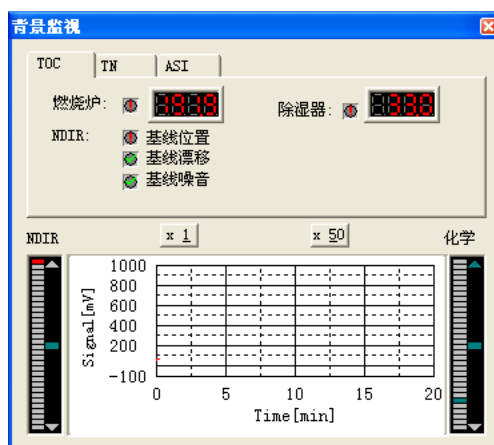 背景监视
TOC TN ASI
燃烧炉: 除湿器:
NDIR: 基线位置
基线漂移
基线噪音
NDIR x 1 x 50 化学
1000
800
600
400
200
-100
Signal[mV]
0 5 10 15 20
Time[min]